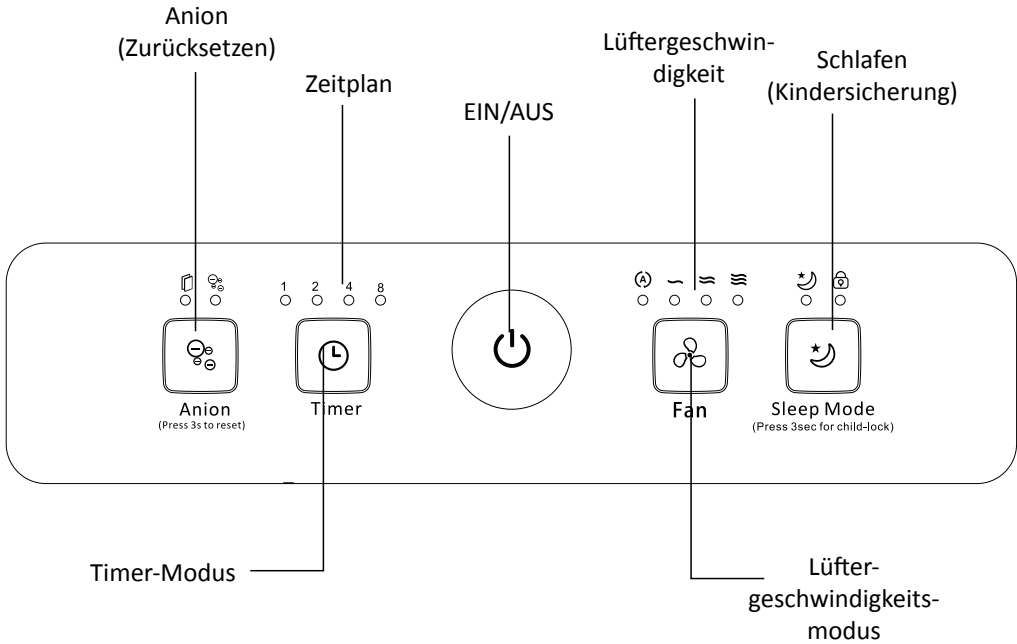 Anion
(Zurücksetzen)
Zeitplan
EIN/AUS
Lüftergeschwin-
digkeit
Schlafen
(Kindersicherung)
1 2 4 8
A
Anion
(Press 3s to reset)
Timer
Fan
Sleep Mode
(Press 3sec for child-lock)
Timer-Modus
Lüfter-
geschwindigkeits-
modus